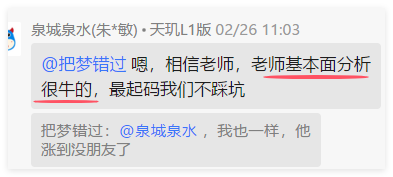 泉城泉水(朱*敏) • 天玑L1版 02/26 11:03
@把梦错过 嗯，相信老师，老师基本面分析
很牛的，最起码我们不踩坑
把梦错过：@泉城泉水 ，我也一样，他
涨到没朋友了